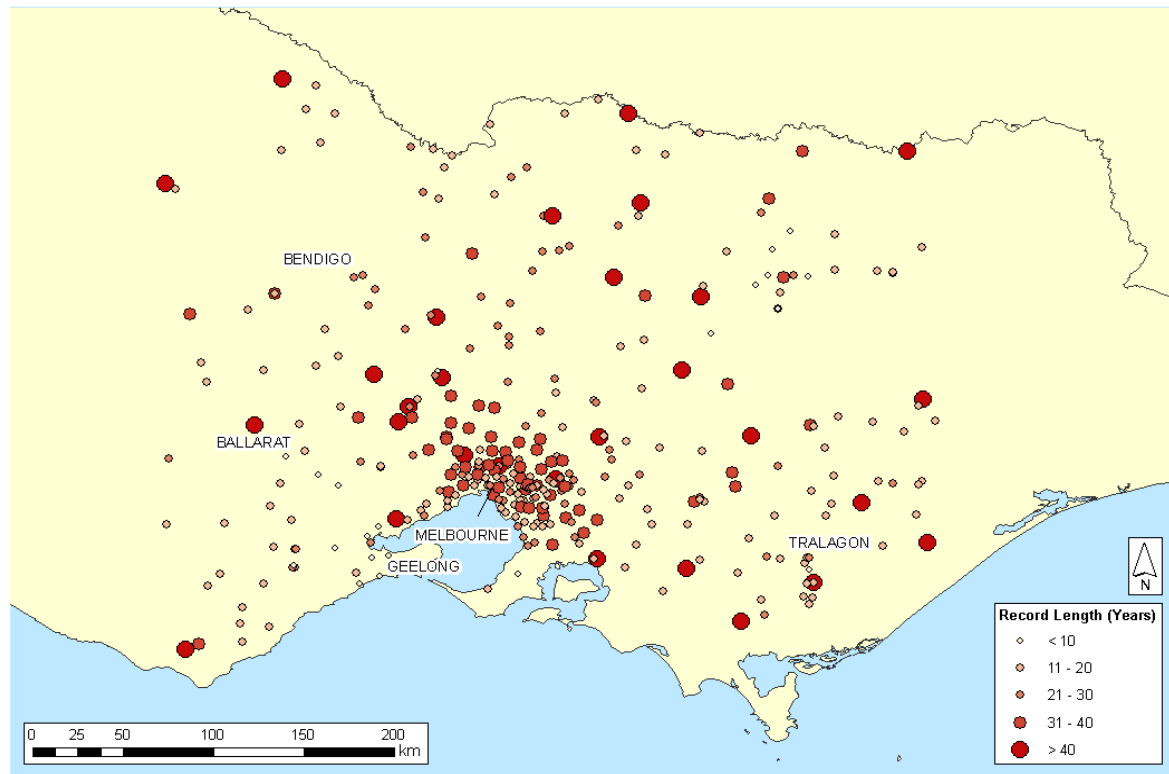 BENDIGO
BALLARAT
MELBOURNE
GEELONG
TRALAGON
N
Record Length (Years)
< 10
11 - 20
21 - 30
31 - 40
> 40
0 25 50 100 150 200
km